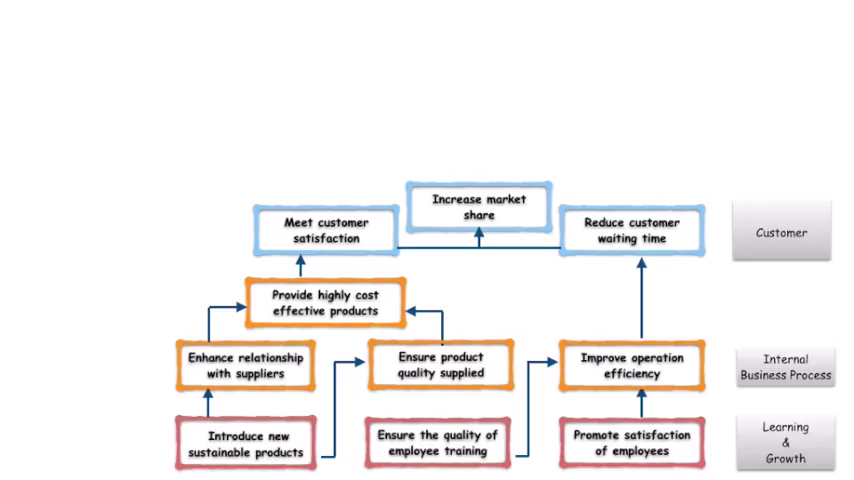 Increase market
share
Meet customer
satisfaction
Reduce customer
waiting time
Customer
Provide highly cost
effective products
Enhance relationship
with suppliers
Ensure product
quality supplied
Improve operation
efficiency
Internal
Business Process
Introduce new
sustainable products
Ensure the quality of
employee training
Promote satisfaction
of employees
Learning
&
Growth